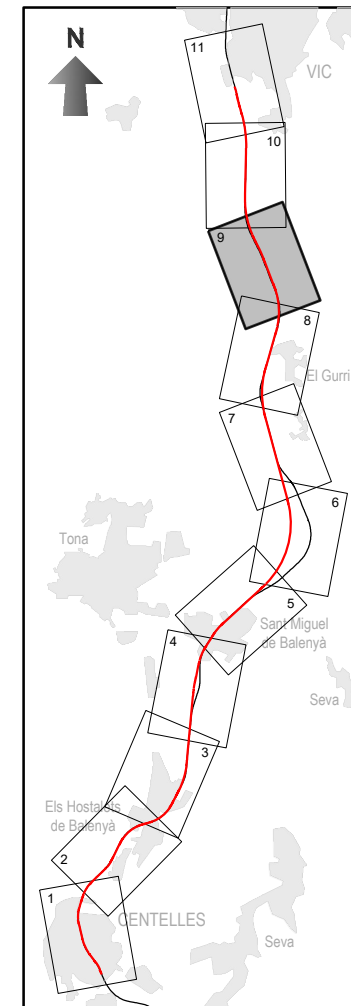 N
11
VIC
10
9
8
El Gurri
7
6
Tona
5
Sant Miguel
de Balenyà
4
Seva
3
Els Hostalets
de Balenyà
2
1
CENTELLES
Seva